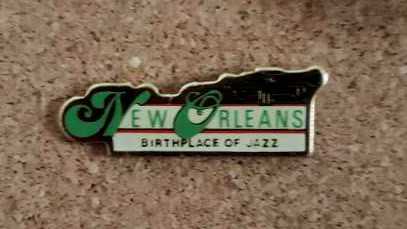 New Orleans
BIRTHPLACE OF JAZZ